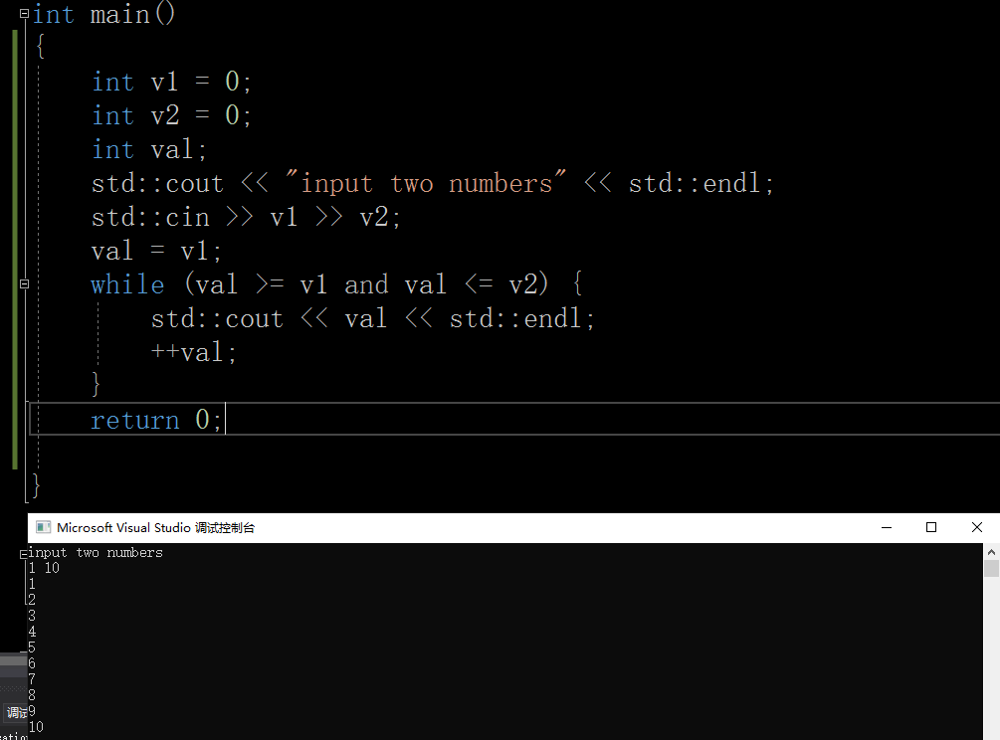 int main()
{
int v1 = 0;
int v2 = 0;
int val;
std::cout << "input two numbers" << std::endl;
std::cin >> v1 >> v2;
val = v1;
while (val >= v1 and val <= v2) {
std::cout << val << std::endl;
++val;
}
return 0;
}
Microsoft Visual Studio 调试控制台
input two numbers
1 10
1
2
3
4
5
6
7
8
9
10